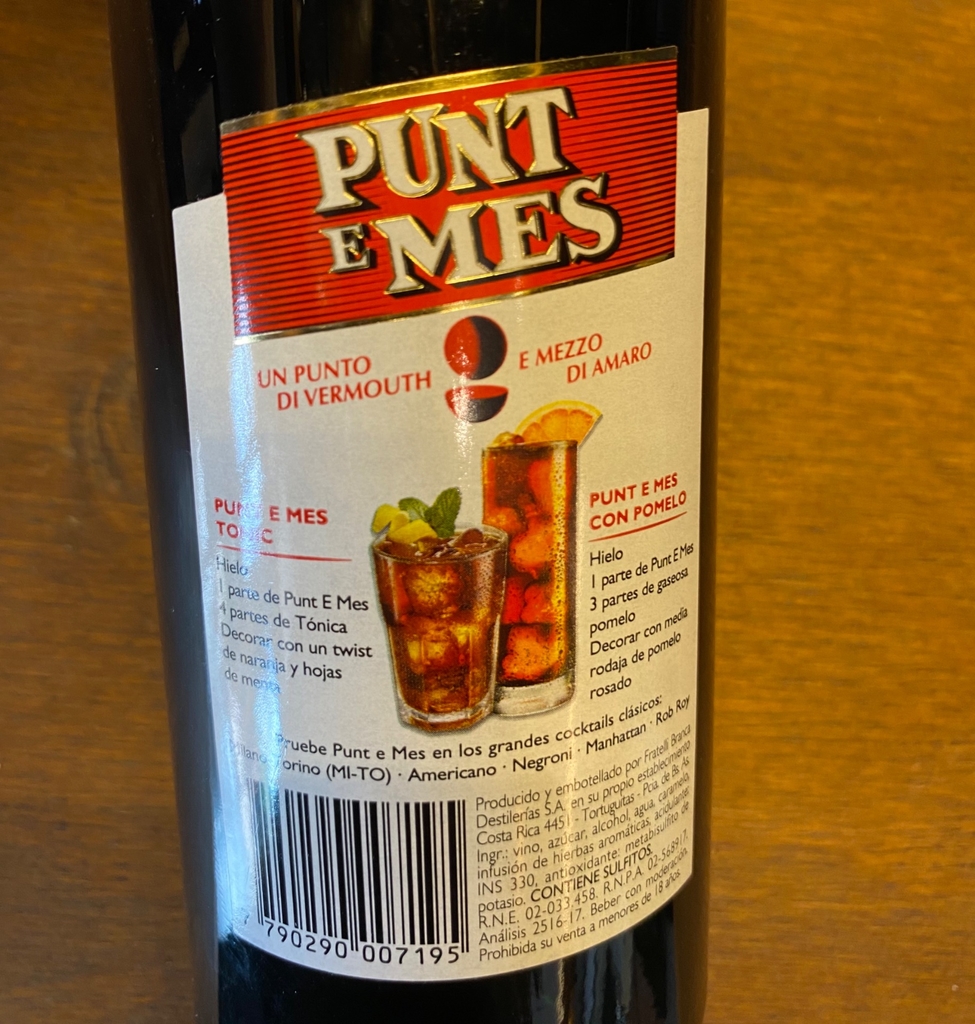 PUNT
E MES
UN PUNTO
DI VERMOUTH
E MEZZO
DI AMARO
PUNT E MES
TONIC
Hielo
1 parte de Punt E Mes
4 partes de Tónica
Decorar con un twist
de naranja y hojas
de menta
PUNT E MES
CON POMELO
Hielo
1 parte de Punt E Mes
3 partes de gaseosa
pomelo
Decorar con media
rodaja de pomelo
rosado
Pruebe Punt e Mes en los grandes cocktails clásicos:
Milano Torino (MI-TO) · Americano · Negroni · Manhattan · Rob Roy
Producido y embotellado por Fratelli Branca
Destilerías S.A. en su propio establecimiento
Costa Rica 4451 - Tortuguitas - Pcia. de Bs. As.
Ingr.: vino, azúcar, alcohol, agua, caramelo,
infusión de hierbas aromáticas, acidulante:
INS 330, antioxidante: metabisulfito de
potasio. CONTIENE SULFITOS.
R.N.E. 02-033.458. R.N.P.A. 02-568917.
Análisis 2516-17. Beber con moderación.
Prohibida su venta a menores de 18 años.
7 790290 007195